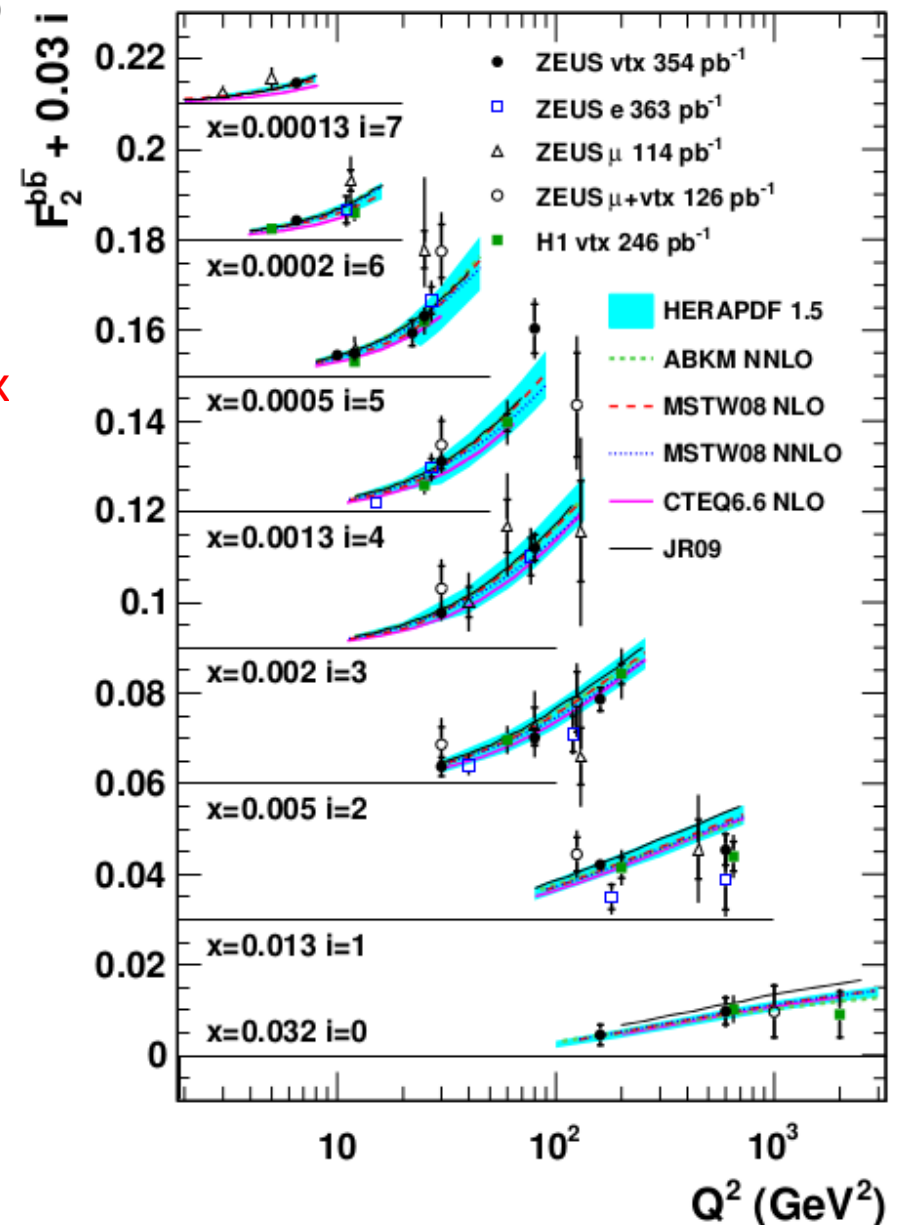 F₂^{bb̄} + 0.03 i
0.22
0.2
0.18
0.16
0.14
0.12
0.1
0.08
0.06
0.04
0.02
0
ZEUS vtx 354 pb⁻¹
ZEUS e 363 pb⁻¹
ZEUS μ 114 pb⁻¹
ZEUS μ+vtx 126 pb⁻¹
H1 vtx 246 pb⁻¹
HERAPDF 1.5
ABKM NNLO
MSTW08 NLO
MSTW08 NNLO
CTEQ6.6 NLO
JR09
x=0.00013 i=7
x=0.0002 i=6
x=0.0005 i=5
x=0.0013 i=4
x=0.002 i=3
x=0.005 i=2
x=0.013 i=1
x=0.032 i=0
x
10
10²
10³
Q² (GeV²)